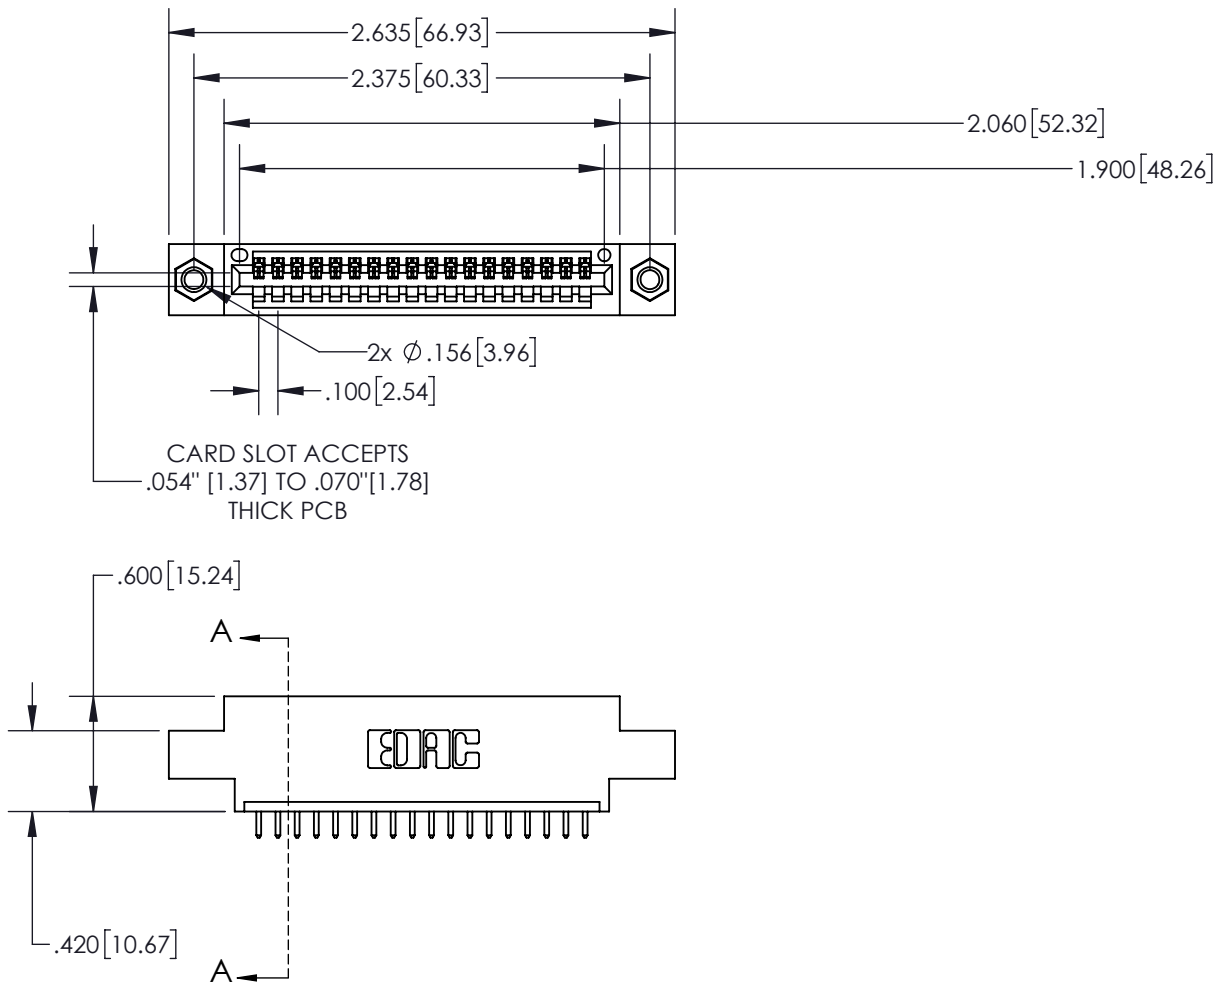 2.635[66.93]
2.375[60.33]
2.060[52.32]
1.900[48.26]
2x Ø.156[3.96]
.100[2.54]
CARD SLOT ACCEPTS
.054" [1.37] TO .070"[1.78]
THICK PCB
.600[15.24]
A
EDAC
.420[10.67]
A